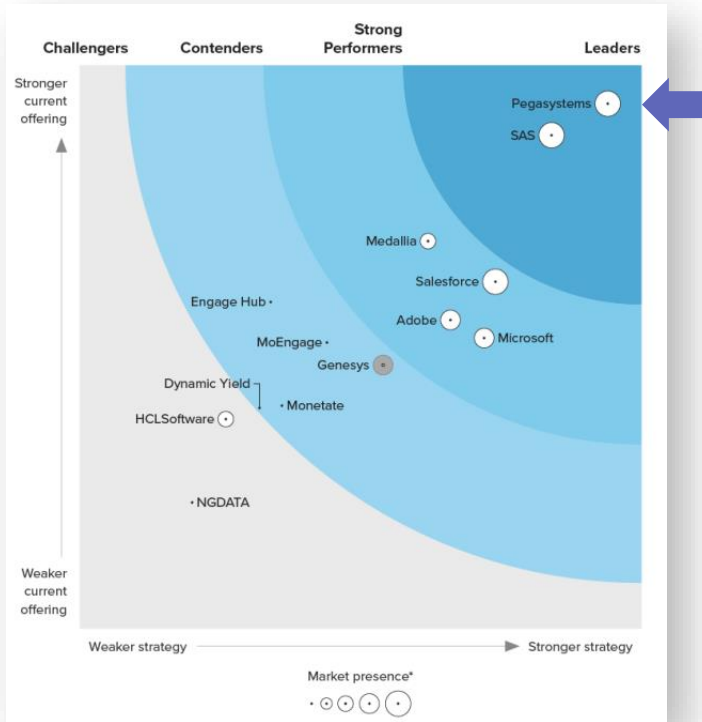 Challengers
Contenders
Strong
Performers
Leaders
Stronger
current
offering
Pegasystems
SAS
Medallia
Salesforce
Engage Hub
Adobe
MoEngage
Microsoft
Genesys
Dynamic Yield
Monetate
HCLSoftware
NGDATA
Weaker
current
offering
Weaker strategy
Stronger strategy
Market presence*